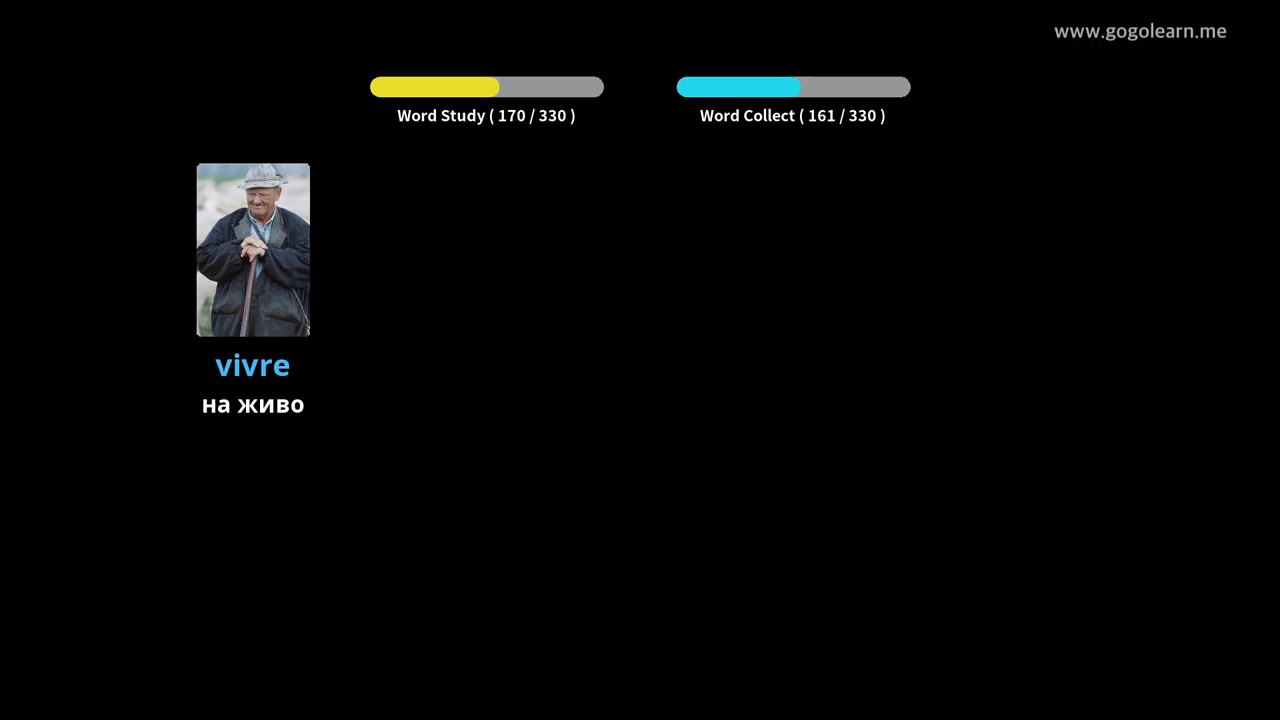 www.gogolearn.me
Word Study ( 170 / 330 )
Word Collect ( 161 / 330 )
vivre
на живо